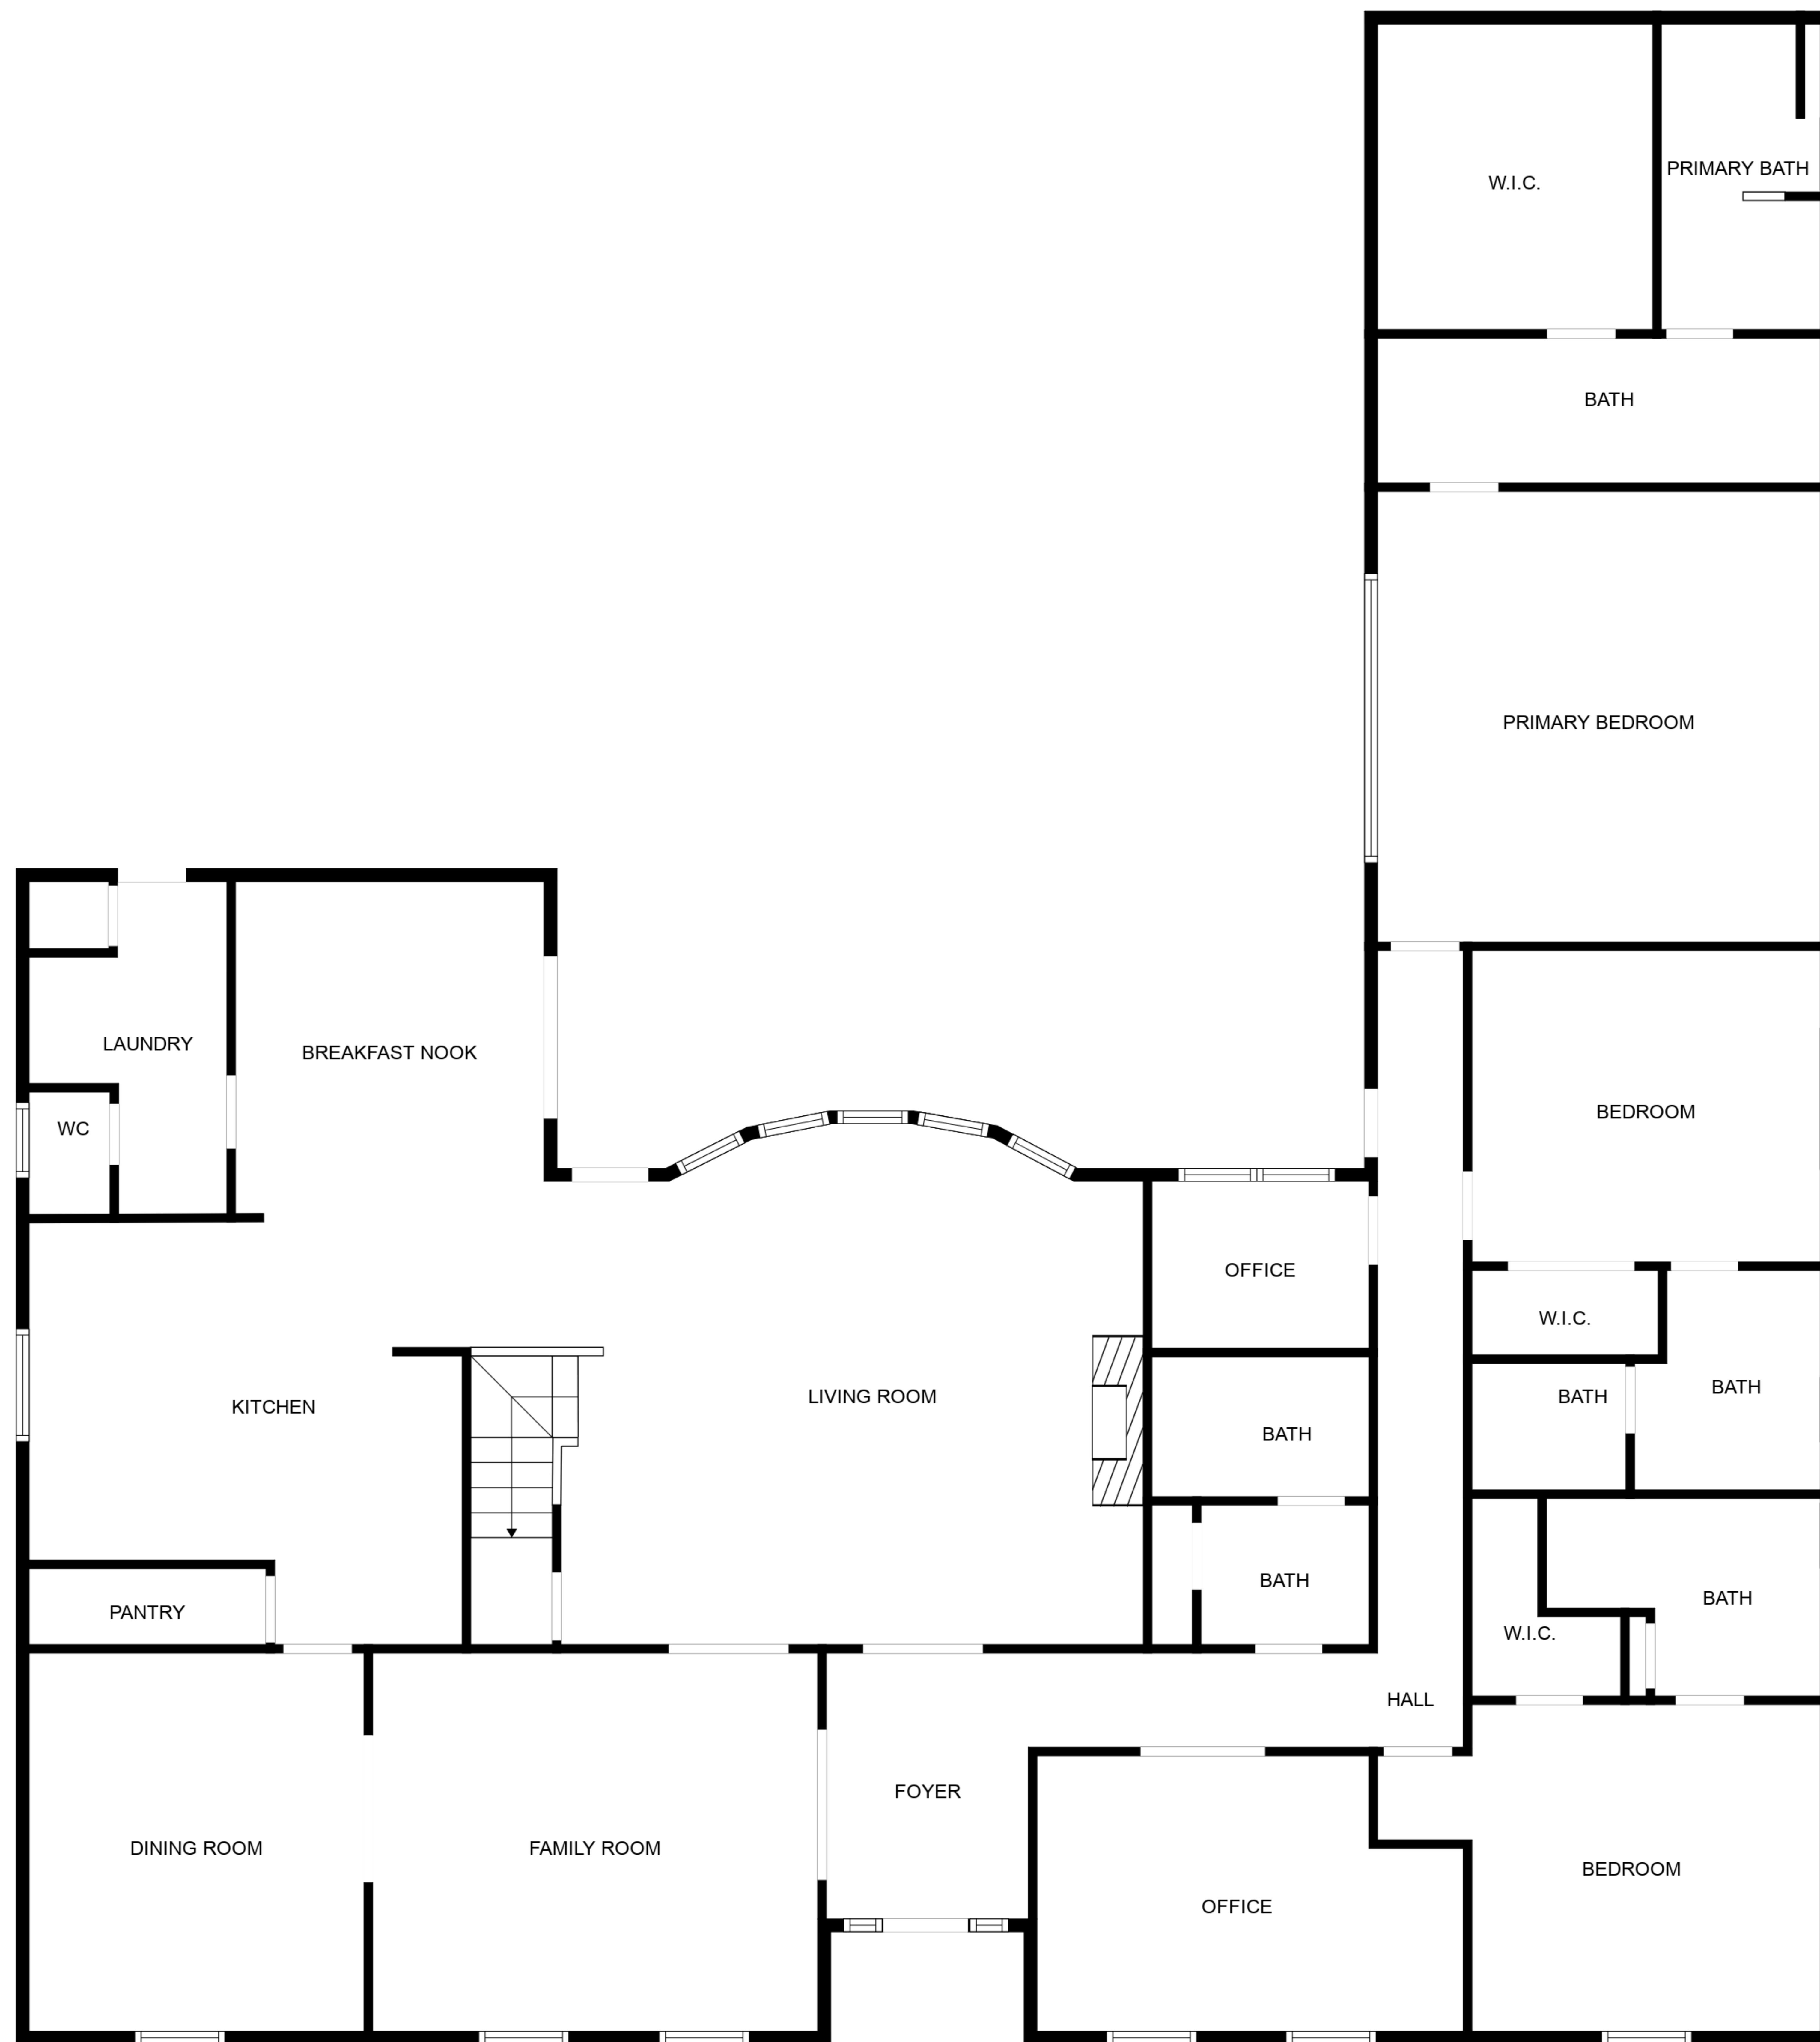 PRIMARY BATH
W.I.C.
BATH
PRIMARY BEDROOM
LAUNDRY
BREAKFAST NOOK
WC
BEDROOM
OFFICE
W.I.C.
BATH
BATH
LIVING ROOM
KITCHEN
BATH
BATH
BATH
PANTRY
W.I.C.
HALL
FOYER
DINING ROOM
FAMILY ROOM
BEDROOM
OFFICE